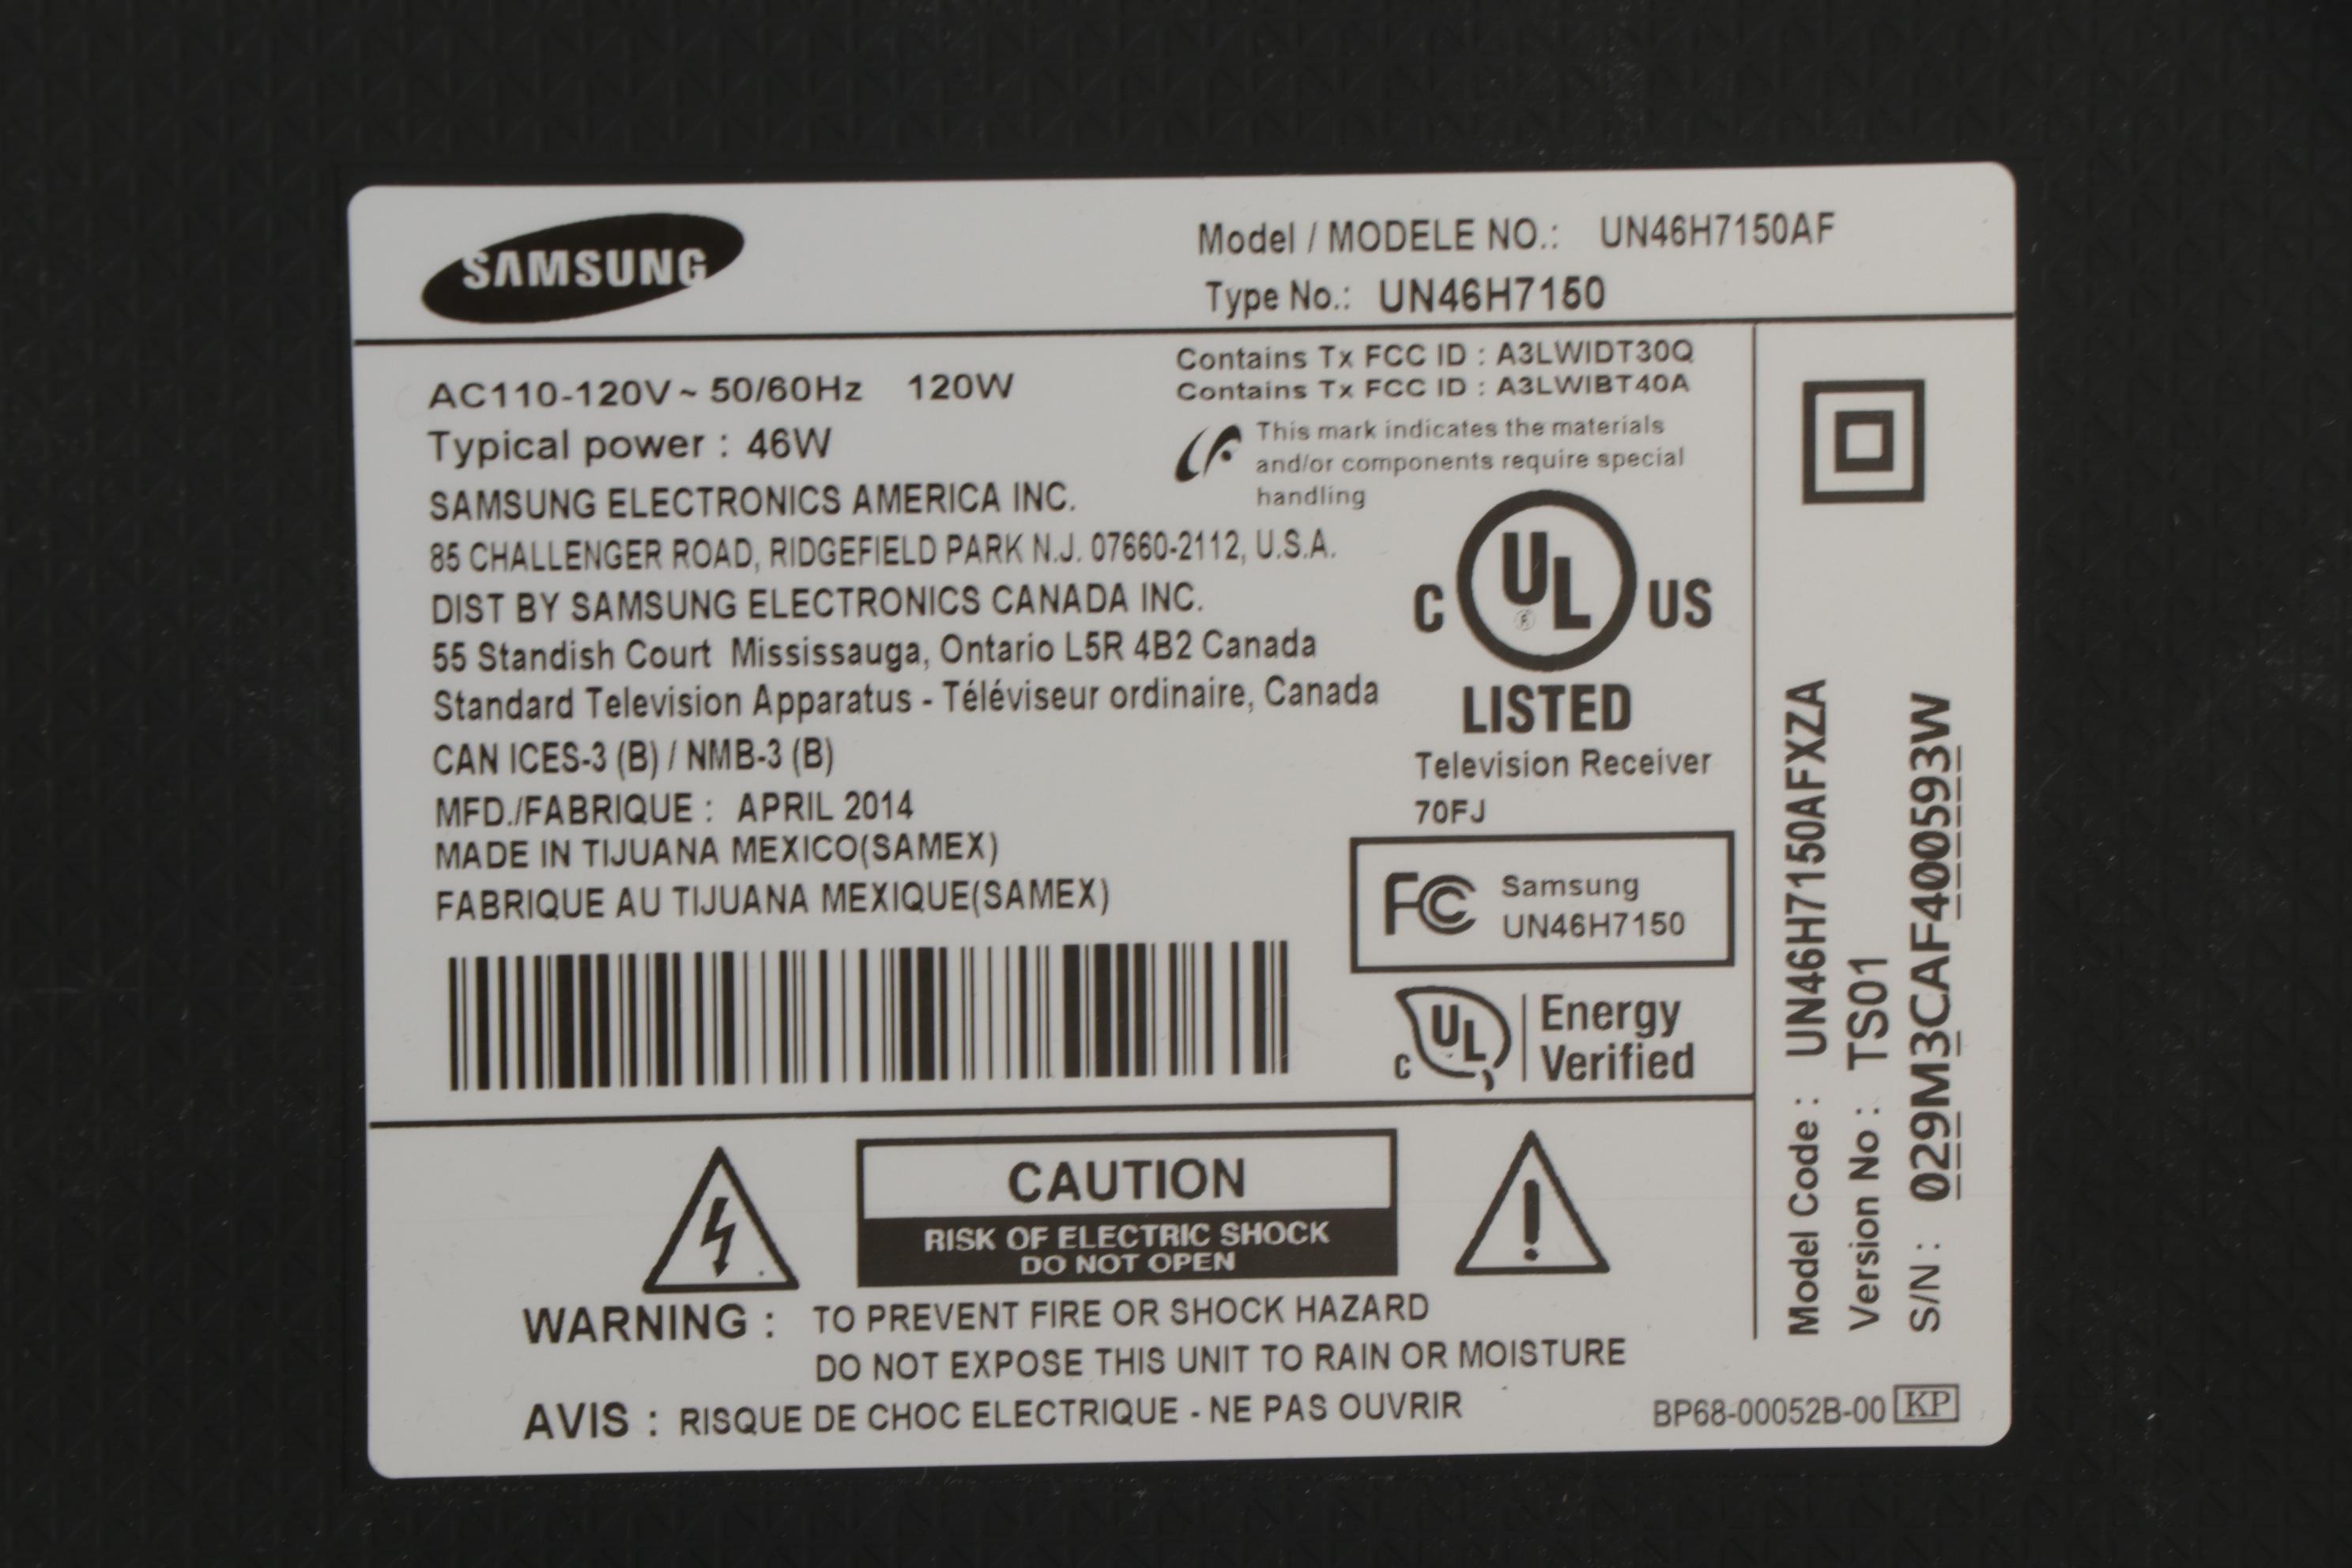 SAMSUNG
Model / MODELE NO.: UN46H7150AF
Type No.: UN46H7150
AC110-120V ~ 50/60Hz 120W
Typical power : 46W
SAMSUNG ELECTRONICS AMERICA INC.
85 CHALLENGER ROAD, RIDGEFIELD PARK N.J. 07660-2112, U.S.A.
DIST BY SAMSUNG ELECTRONICS CANADA INC.
55 Standish Court Mississauga, Ontario L5R 4B2 Canada
Standard Television Apparatus - Téléviseur ordinaire, Canada
CAN ICES-3 (B) / NMB-3 (B)
MFD./FABRIQUE : APRIL 2014
MADE IN TIJUANA MEXICO(SAMEX)
FABRIQUE AU TIJUANA MEXIQUE(SAMEX)
Contains Tx FCC ID : A3LWIDT30Q
Contains Tx FCC ID : A3LWIBT40A
This mark indicates the materials
and/or components require special
handling
C UL ® US
LISTED
Television Receiver
70FJ
FC Samsung
UN46H7150
C UL Energy
Verified
Model Code : UN46H7150AFXZA
Version No : TS01
S/N : 029M3CAF400593W
CAUTION
RISK OF ELECTRIC SHOCK
DO NOT OPEN
WARNING : TO PREVENT FIRE OR SHOCK HAZARD
DO NOT EXPOSE THIS UNIT TO RAIN OR MOISTURE
AVIS : RISQUE DE CHOC ELECTRIQUE - NE PAS OUVRIR
BP68-00052B-00 KP